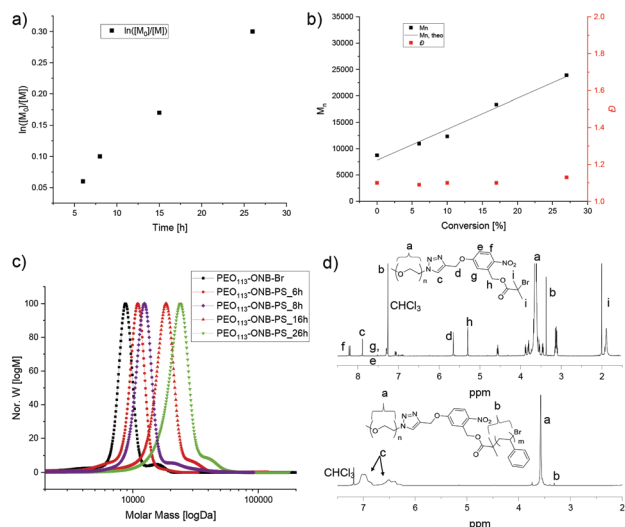 a)
ln([M₀]/[M])
0.30
0.25
0.20
0.15
0.10
0.05
ln([M₀]/[M])
5
10
15
20
25
30
Time [h]
b)
Mn
Mn, theo
Đ
35000
30000
25000
20000
15000
10000
5000
0
Mₙ
2.0
1.8
1.6
1.4
1.2
1.0
Đ
0
5
10
15
20
25
30
Conversion [%]
c)
PEO₁₁₃-ONB-Br
PEO₁₁₃-ONB-PS_6h
PEO₁₁₃-ONB-PS_8h
PEO₁₁₃-ONB-PS_16h
PEO₁₁₃-ONB-PS_26h
100
80
60
40
20
0
Nor. W [logM]
10000
100000
Molar Mass [logDa]
d)
a
b
O
n
N
N=N
c
d
O
e
f
NO₂
g
h
O
O
i
Br
i
CHCl₃
a
b
i
f
c
g
e
d
h
8
7
6
5
4
3
2
ppm
a
O
n
N
N=N
O
NO₂
O
O
b
Br
m
a
CHCl₃
c
b
7
6
5
4
3
2
ppm